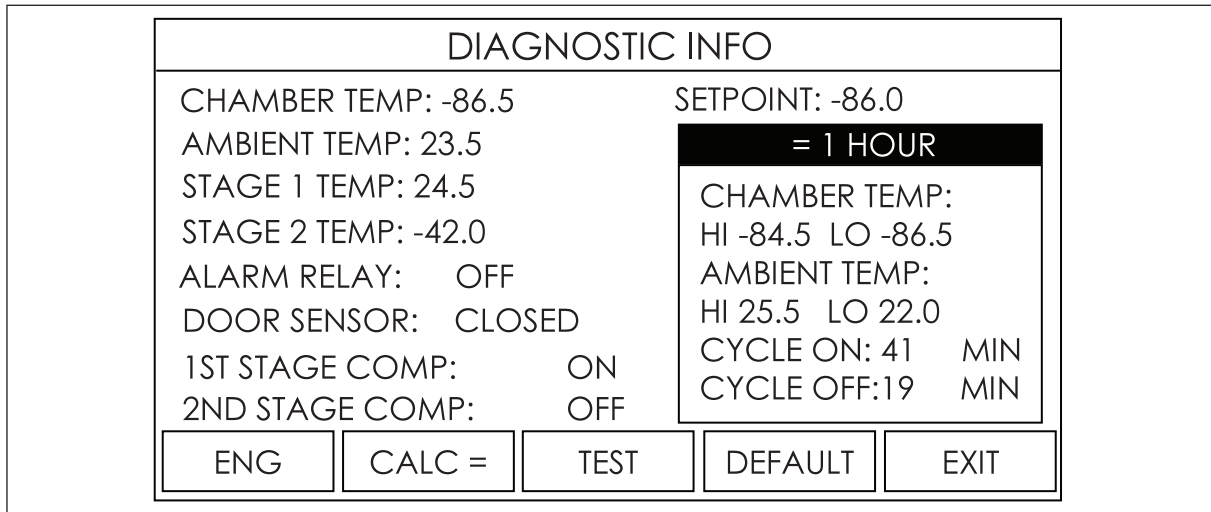 DIAGNOSTIC INFO
CHAMBER TEMP: -86.5
AMBIENT TEMP: 23.5
STAGE 1 TEMP: 24.5
STAGE 2 TEMP: -42.0
ALARM RELAY: OFF
DOOR SENSOR: CLOSED
1ST STAGE COMP: ON
2ND STAGE COMP: OFF
SETPOINT: -86.0
= 1 HOUR
CHAMBER TEMP:
HI -84.5 LO -86.5
AMBIENT TEMP:
HI 25.5 LO 22.0
CYCLE ON: 41 MIN
CYCLE OFF:19 MIN
ENG CALC = TEST DEFAULT EXIT